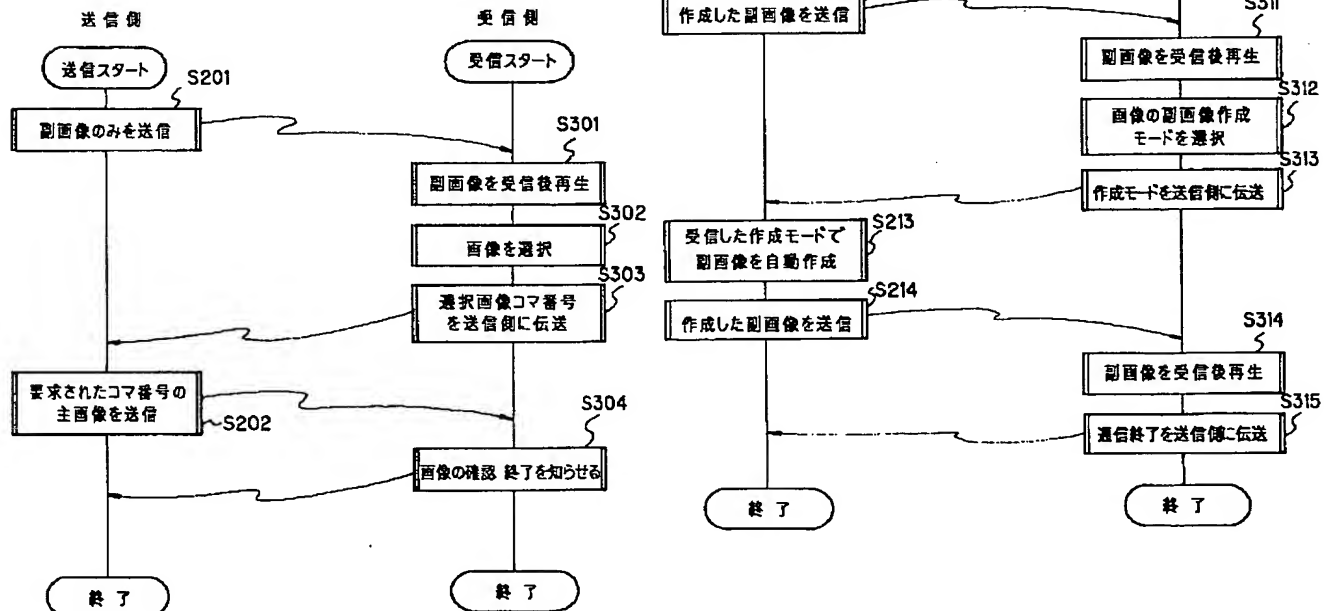 送信側
受信側
送信スタート
受信スタート
S201
副画像のみを送信
S301
副画像を受信後再生
S302
画像を選択
S303
選択画像コマ番号
を送信側に伝送
要求されたコマ番号の
主画像を送信
S202
S304
画像の確認 終了を知らせる
終了
終了
作成した副画像を送信
S311
副画像を受信後再生
S312
画像の副画像作成
モードを選択
S313
作成モードを送信側に伝送
S213
受信した作成モードで
副画像を自動作成
S214
作成した副画像を送信
S314
副画像を受信後再生
S315
通信終了を送信側に伝送
終了
終了